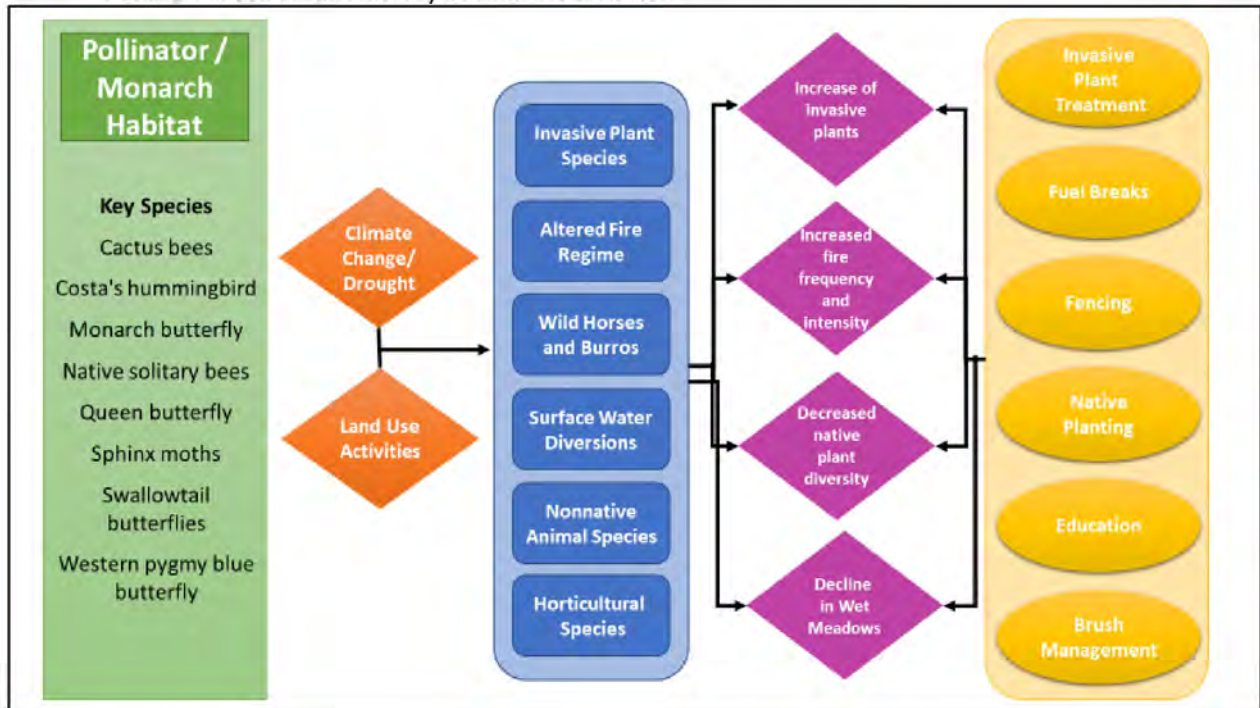 Pollinator /
Monarch
Habitat
Key Species
Cactus bees
Costa's hummingbird
Monarch butterfly
Native solitary bees
Queen butterfly
Sphinx moths
Swallowtail
butterflies
Western pygmy blue
butterfly
Climate
Change/
Drought
Land Use
Activities
Invasive Plant
Species
Altered Fire
Regime
Wild Horses
and Burros
Surface Water
Diversions
Nonnative
Animal Species
Horticultural
Species
Increase of
invasive
plants
Increased
fire
frequency
and
intensity
Decreased
native
plant
diversity
Decline
in Wet
Meadows
Invasive
Plant
Treatment
Fuel Breaks
Fencing
Native
Planting
Education
Brush
Management